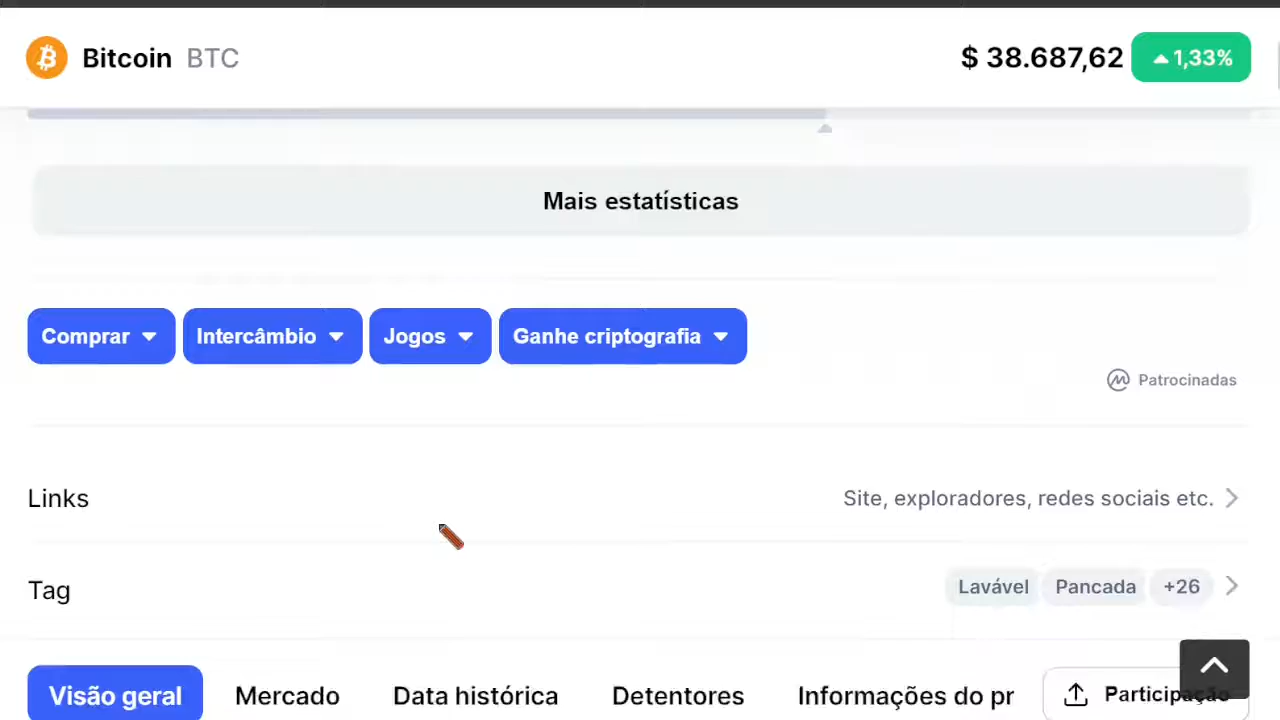 Bitcoin BTC $ 38.687,62 1,33%
Mais estatísticas
Comprar Intercâmbio Jogos Ganhe criptografia
Patrocinadas
Links Site, exploradores, redes sociais etc.
Tag Lavável Pancada +26
Visão geral Mercado Data histórica Detentores Informações do pr Participação